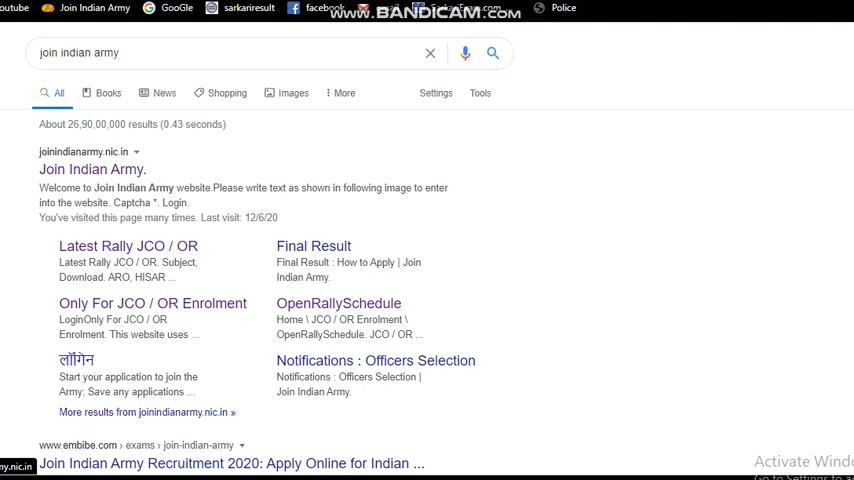 outube Join Indian Army GooGle sarkariresult facebook Police
www.BANDICAM.com
join indian army
All Books News Shopping Images More Settings Tools
About 26,90,00,000 results (0.43 seconds)
joinindianarmy.nic.in
Join Indian Army.
Welcome to Join Indian Army website.Please write text as shown in following image to enter
into the website. Captcha *. Login.
You've visited this page many times. Last visit: 12/6/20
Latest Rally JCO / OR
Latest Rally JCO / OR. Subject,
Download. ARO, HISAR ...
Final Result
Final Result : How to Apply | Join
Indian Army.
Only For JCO / OR Enrolment
LoginOnly For JCO / OR
Enrolment. This website uses ...
OpenRallySchedule
Home \ JCO / OR Enrolment \
OpenRallySchedule. JCO / OR ...
लॉगिन
Start your application to join the
Army; Save any applications ...
Notifications : Officers Selection
Notifications : Officers Selection |
Join Indian Army.
More results from joinindianarmy.nic.in »
www.embibe.com › exams › join-indian-army
Join Indian Army Recruitment 2020: Apply Online for Indian ...
my.nic.in
Activate Windo
Go to Settings to a